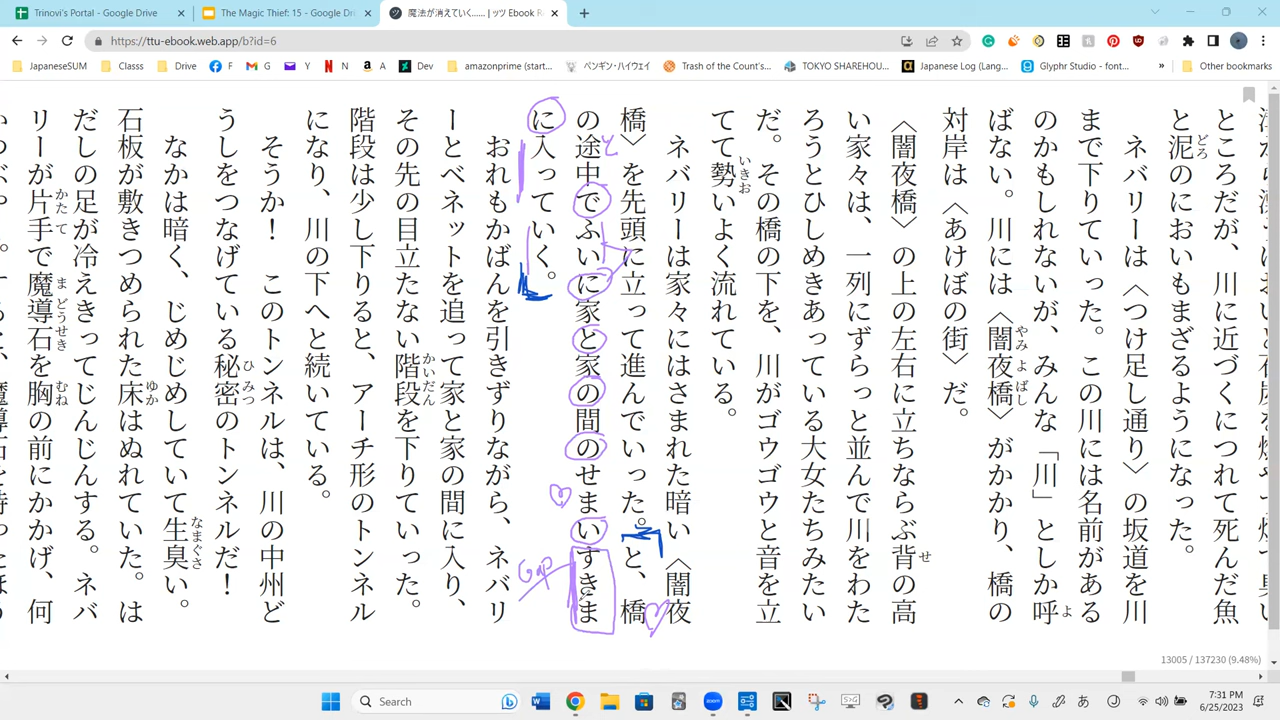 Trinovi's Portal - Google Drive
The Magic Thief: 15 - Google Dri
魔法が消えていく…… | ッツ Ebook R
https://ttu-ebook.web.app/b?id=6
JapaneseSUM
Classs
Drive
F
G
Y
N
A
Dev
amazonprime (start...
ペンギン・ハイウェイ
Trash of the Count's...
TOKYO SHAREHOU...
Japanese Log (Lang...
Glyphr Studio - font...
Other bookmarks
ところだが、川に近づくにつれて死んだ魚
と泥のにおいもまざるようになった。
ネバリーは〈つけ足し通り〉の坂道を川
まで下りていった。この川には名前がある
のかもしれないが、みんな「川」としか呼
ばない。川には〈闇夜橋〉がかかり、橋の
対岸は〈あけぼの街〉だ。
〈闇夜橋〉の上の左右に立ちならぶ背の高
い家々は、一列にずらっと並んで川をわた
ろうとひしめきあっている大女たちみたい
だ。その橋の下を、川がゴウゴウと音を立
てて勢いよく流れている。
ネバリーは家々にはさまれた暗い〈闇夜
橋〉を先頭に立って進んでいった。と、橋
の途中でふいに家と家の間のせまいすきま
に入っていく。
おれもかばんを引きずりながら、ネバリ
ーとベネットを追って家と家の間に入り、
その先の目立たない階段を下りていった。
階段は少し下りると、アーチ形のトンネル
になり、川の下へと続いている。
そうか！　このトンネルは、川の中州ど
うしをつなげている秘密のトンネルだ！
なかは暗く、じめじめしていて生臭い。
石板が敷きつめられた床はぬれていた。は
だしの足が冷えきってじんじんする。ネバ
リーが片手で魔導石を胸の前にかかげ、何
Gap
と
13005 / 137230 (9.48%)
Search
7:31 PM
6/25/2023